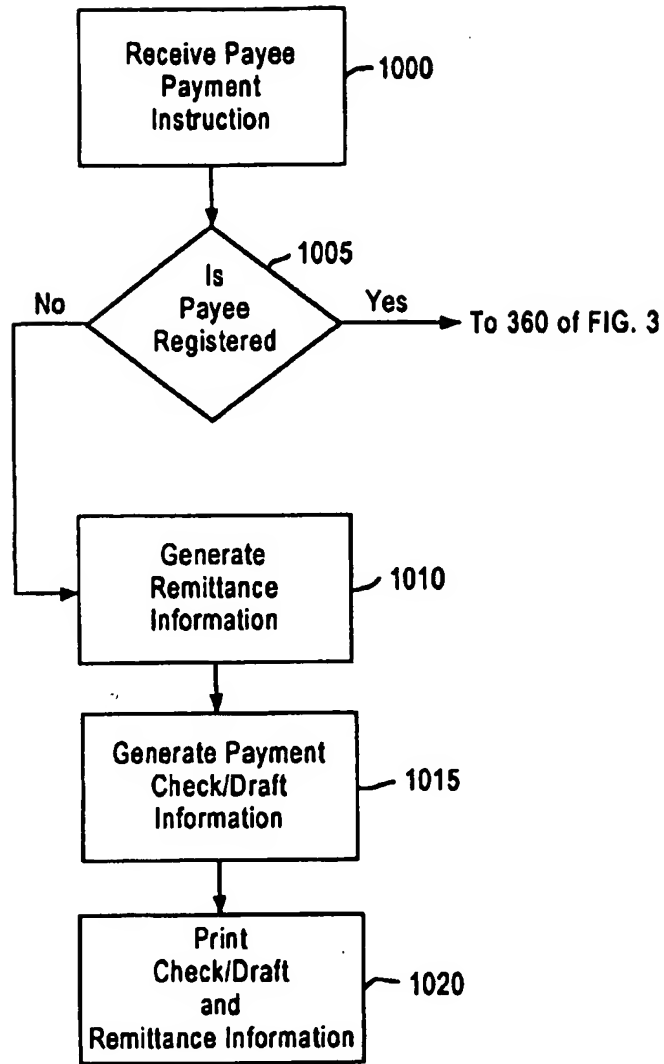 Receive Payee
Payment
Instruction
1000
1005
Is
Payee
Registered
No
Yes
To 360 of FIG. 3
Generate
Remittance
Information
1010
Generate Payment
Check/Draft
Information
1015
Print
Check/Draft
and
Remittance Information
1020